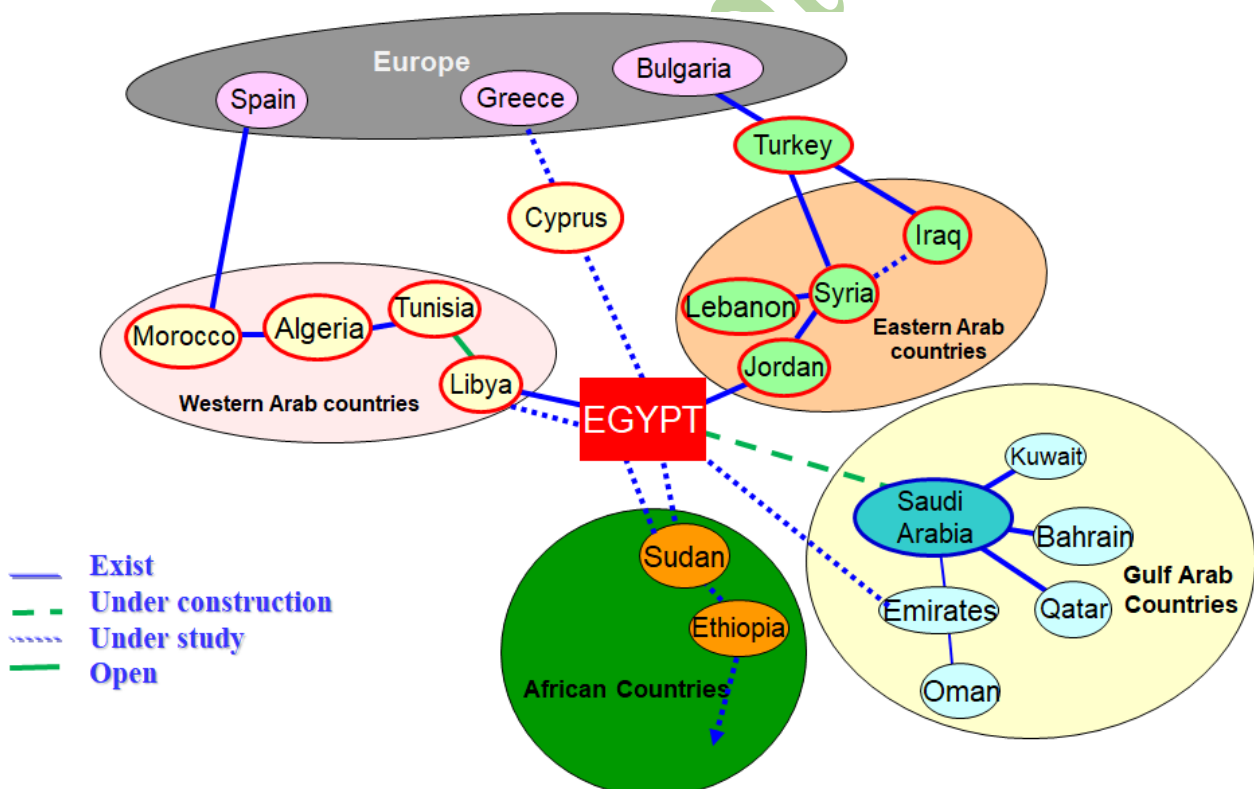 Europe
Bulgaria
Spain
Greece
Turkey
Cyprus
Iraq
Tunisia
Syria
Lebanon
Algeria
Morocco
Eastern Arab
countries
Jordan
Libya
Western Arab countries
EGYPT
Kuwait
Saudi
Arabia
Bahrain
Sudan
Gulf Arab
Countries
Emirates
Qatar
Ethiopia
Oman
African Countries
Exist
Under construction
Under study
Open